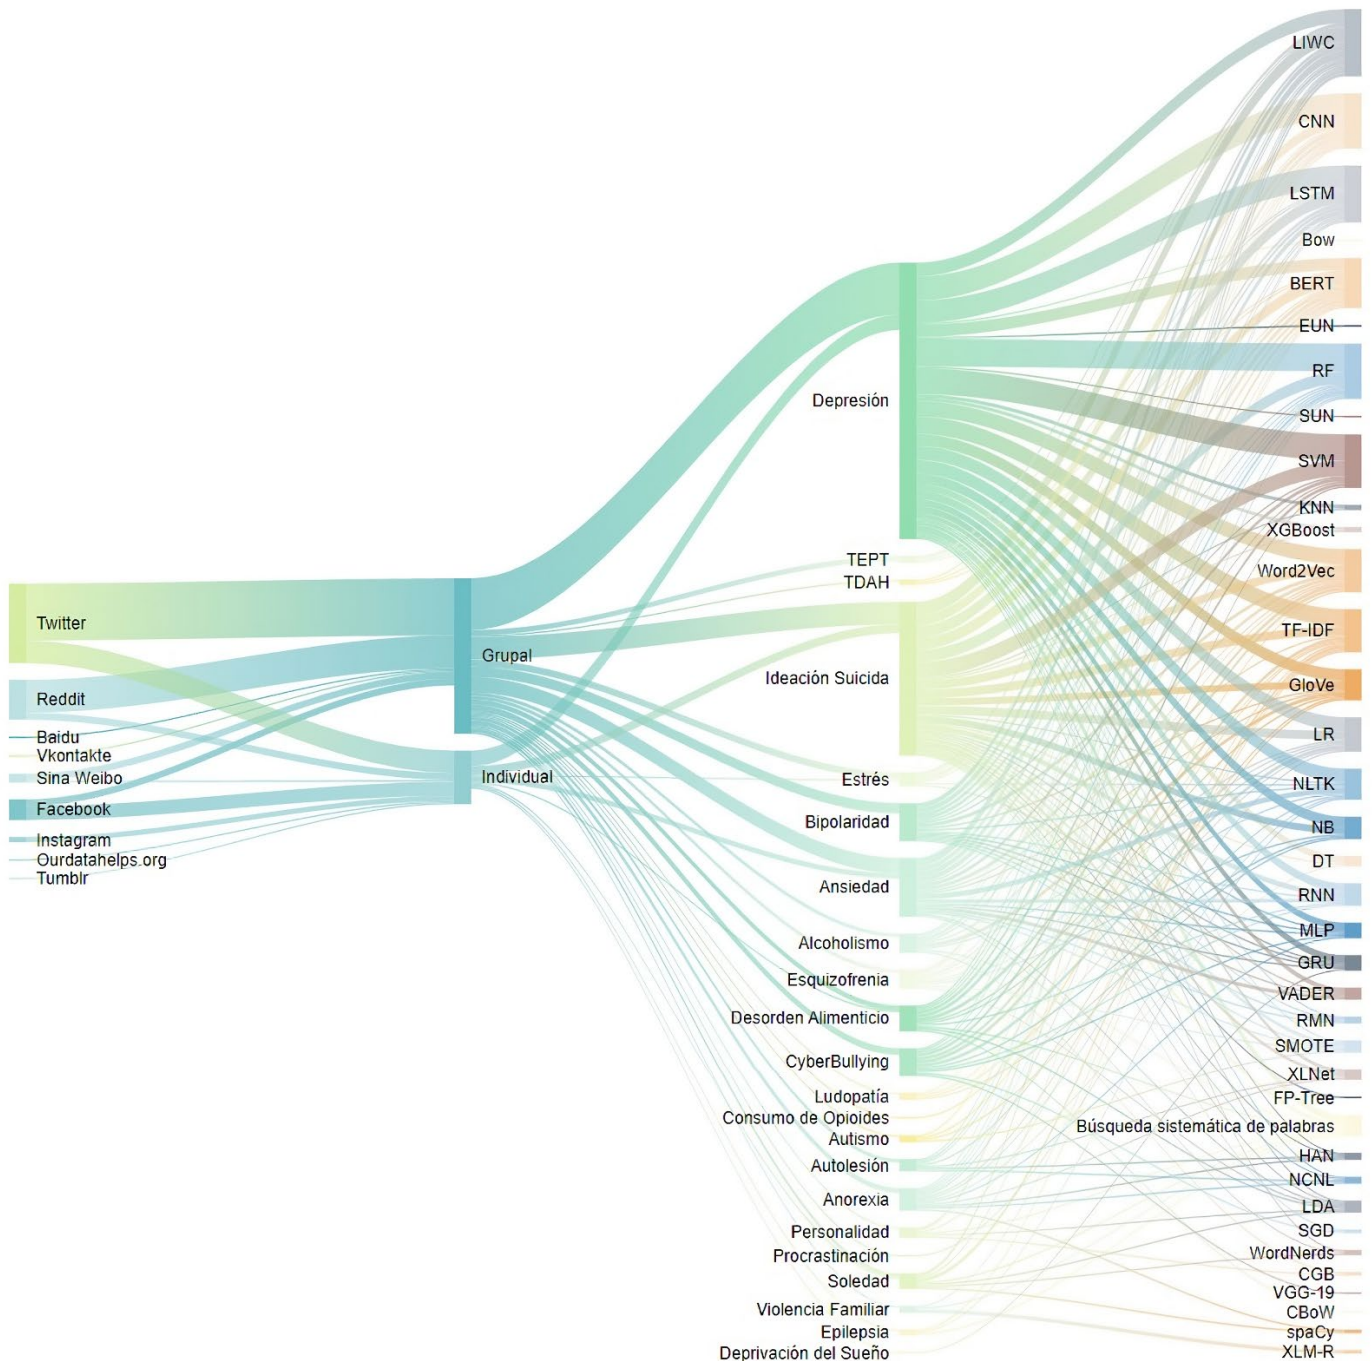 Twitter
Reddit
Baidu
Vkontakte
Sina Weibo
Facebook
Instagram
Ourdatahelps.org
Tumblr
Grupal
Individual
Depresión
TEPT
TDAH
Ideación Suicida
Estrés
Bipolaridad
Ansiedad
Alcoholismo
Esquizofrenia
Desorden Alimenticio
CyberBullying
Ludopatía
Consumo de Opioides
Autismo
Autolesión
Anorexia
Personalidad
Procrastinación
Soledad
Violencia Familiar
Epilepsia
Deprivación del Sueño
LIWC
CNN
LSTM
Bow
BERT
EUN
RF
SUN
SVM
KNN
XGBoost
Word2Vec
TF-IDF
GloVe
LR
NLTK
NB
DT
RNN
MLP
GRU
VADER
RMN
SMOTE
XLNet
FP-Tree
Búsqueda sistemática de palabras
HAN
NCNL
LDA
SGD
WordNerds
CGB
VGG-19
CBoW
spaCy
XLM-R